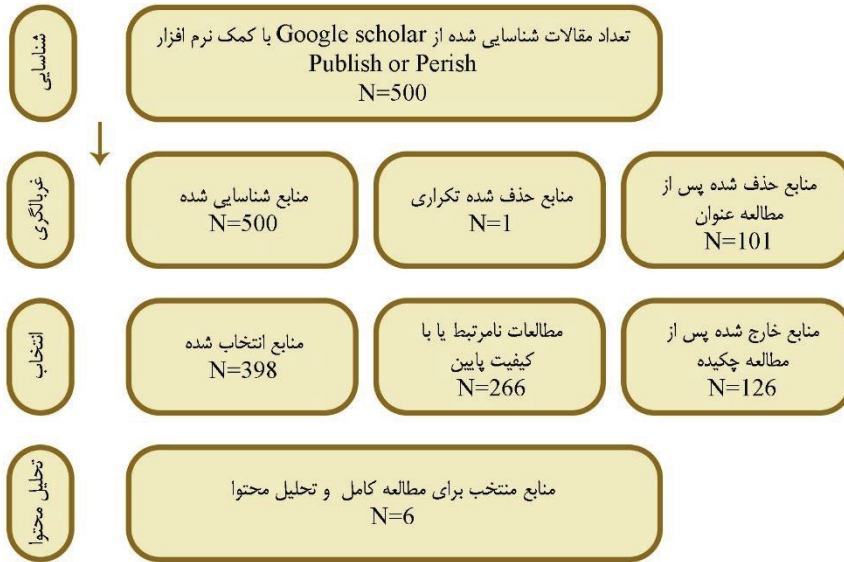 شناسایی
تعداد مقالات شناسایی شده از Google scholar با کمک نرم افزار
Publish or Perish
N=500
غربالگری
منابع شناسایی شده
N=500
منابع حذف شده تکراری
N=1
منابع حذف شده پس از
مطالعه عنوان
N=101
انتخاب
منابع انتخاب شده
N=398
مطالعات نامرتبط یا با
کیفیت پایین
N=266
منابع خارج شده پس از
مطالعه چکیده
N=126
تحلیل محتوا
منابع منتخب برای مطالعه کامل و تحلیل محتوا
N=6